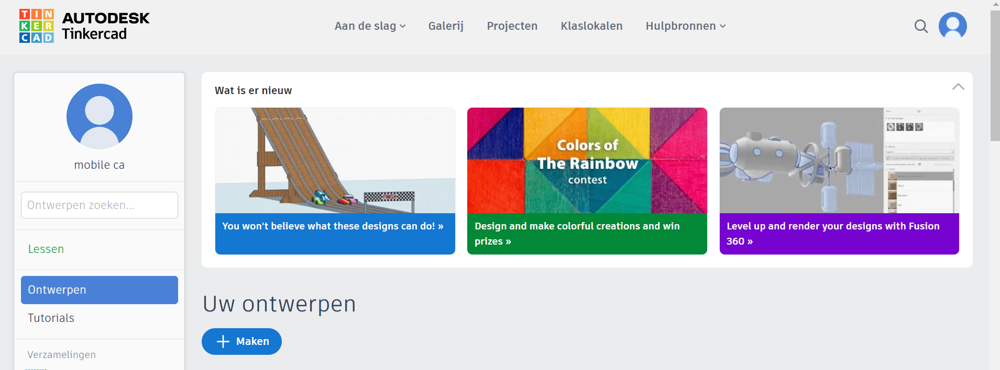 TIN
KER
CAD
AUTODESK
Tinkercad
Aan de slag
Galerij
Projecten
Klaslokalen
Hulpbronnen
mobile ca
Ontwerpen zoeken...
Lessen
Ontwerpen
Tutorials
Verzamelingen
Wat is er nieuw
FINISH
You won't believe what these designs can do! »
Colors of
The Rainbow
contest
Design and make colorful creations and win
prizes »
Level up and render your designs with Fusion
360 »
Uw ontwerpen
Maken